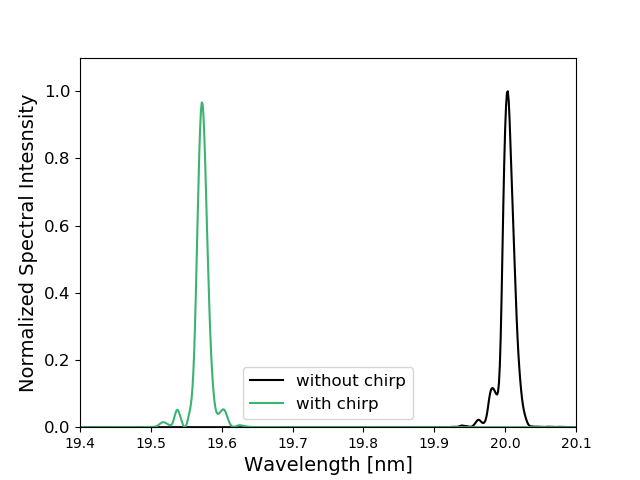 Normalized Spectral Intesnsity
1.0
0.8
0.6
0.4
0.2
0.0
without chirp
with chirp
19.4 19.5 19.6 19.7 19.8 19.9 20.0 20.1
Wavelength [nm]